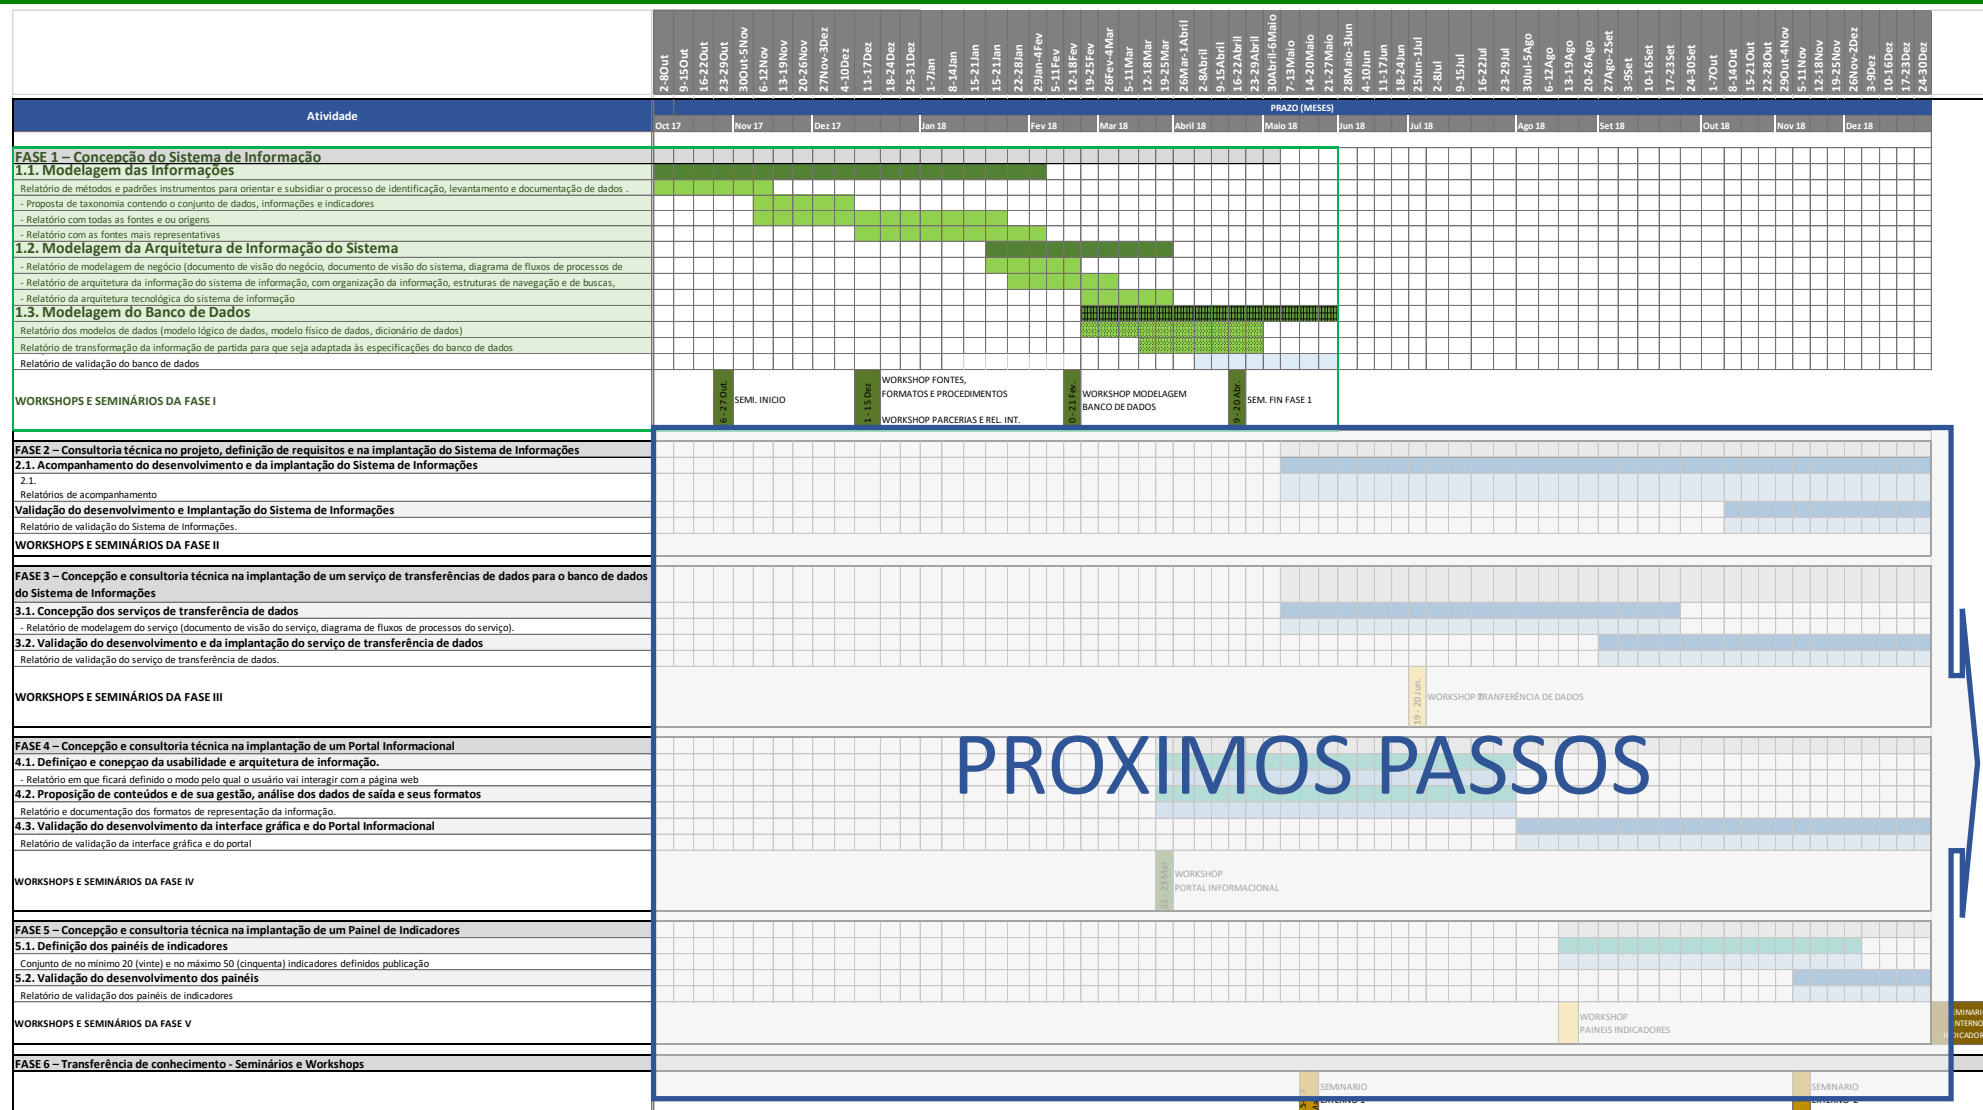 2-8Out
9-15Out
16-22Out
23-29Out
30Out-5Nov
6-12Nov
13-19Nov
20-26Nov
27Nov-3Dez
4-10Dez
11-17Dez
18-24Dez
25-31Dez
1-7Jan
8-14Jan
15-21Jan
15-21Jan
22-28Jan
29Jan-4Fev
5-11Fev
12-18Fev
19-25Fev
26Fev-4Mar
5-11Mar
12-18Mar
19-25Mar
26Mar-1Abril
2-8Abril
9-15Abril
16-22Abril
23-29Abril
30Abril-6Maio
7-13Maio
14-20Maio
21-27Maio
28Maio-3Jun
4-10Jun
11-17Jun
18-24Jun
25Jun-1Jul
2-8Jul
9-15Jul
16-22Jul
23-29Jul
30Jul-5Ago
6-12Ago
13-19Ago
20-26Ago
27Ago-2Set
3-9Set
10-16Set
17-23Set
24-30Set
1-7Out
8-14Out
15-21Out
22-28Out
29Out-4Nov
5-11Nov
12-18Nov
19-25Nov
26Nov-2Dez
3-9Dez
10-16Dez
17-23Dez
24-30Dez
Atividade
PRAZO (MESES)
Oct 17 Nov 17 Dez 17 Jan 18 Fev 18 Mar 18 Abril 18 Maio 18 Jun 18 Jul 18 Ago 18 Set 18 Out 18 Nov 18 Dez 18
FASE 1 – Concepção do Sistema de Informação
1.1. Modelagem das Informações
Relatório de métodos e padrões instrumentos para orientar e subsidiar o processo de identificação, levantamento e documentação de dados .
- Proposta de taxonomia contendo o conjunto de dados, informações e indicadores
- Relatório com todas as fontes e ou origens
- Relatório com as fontes mais representativas
1.2. Modelagem da Arquitetura de Informação do Sistema
- Relatório de modelagem de negócio (documento de visão do negócio, documento de visão do sistema, diagrama de fluxos de processos de
- Relatório de arquitetura da informação do sistema de informação, com organização da informação, estruturas de navegação e de buscas,
- Relatório da arquitetura tecnológica do sistema de informação
1.3. Modelagem do Banco de Dados
Relatório dos modelos de dados (modelo lógico de dados, modelo físico de dados, dicionário de dados)
Relatório de transformação da informação de partida para que seja adaptada às especificações do banco de dados
Relatório de validação do banco de dados
WORKSHOPS E SEMINÁRIOS DA FASE I
6 - 27 Out.
SEMI. INICIO
1 - 15 Dez
WORKSHOP FONTES,
FORMATOS E PROCEDIMENTOS
WORKSHOP PARCERIAS E REL. INT.
0 - 21 Fev.
WORKSHOP MODELAGEM
BANCO DE DADOS
9 - 20 Abr.
SEM. FIN FASE 1
FASE 2 – Consultoria técnica no projeto, definição de requisitos e na implantação do Sistema de Informações
2.1. Acompanhamento do desenvolvimento e da implantação do Sistema de Informações
2.1.
Relatórios de acompanhamento
Validação do desenvolvimento e Implantação do Sistema de Informações
Relatório de validação do Sistema de Informações.
WORKSHOPS E SEMINÁRIOS DA FASE II
FASE 3 – Concepção e consultoria técnica na implantação de um serviço de transferências de dados para o banco de dados
do Sistema de Informações
3.1. Concepção dos serviços de transferência de dados
- Relatório de modelagem do serviço (documento de visão do serviço, diagrama de fluxos de processos do serviço).
3.2. Validação do desenvolvimento e da implantação do serviço de transferência de dados
Relatório de validação do serviço de transferência de dados.
WORKSHOPS E SEMINÁRIOS DA FASE III
19 - 20 Jun.
WORKSHOP TRANFERÊNCIA DE DADOS
PROXIMOS PASSOS
FASE 4 – Concepção e consultoria técnica na implantação de um Portal Informacional
4.1. Definiçao e conepçao da usabilidade e arquitetura de informação.
- Relatório em que ficará definido o modo pelo qual o usuário vai interagir com a página web
4.2. Proposição de conteúdos e de sua gestão, análise dos dados de saída e seus formatos
Relatório e documentação dos formatos de representação da informação.
4.3. Validação do desenvolvimento da interface gráfica e do Portal Informacional
Relatório de validação da interface gráfica e do portal
WORKSHOPS E SEMINÁRIOS DA FASE IV
22 - 23 Mar
WORKSHOP
PORTAL INFORMACIONAL
FASE 5 – Concepção e consultoria técnica na implantação de um Painel de Indicadores
5.1. Definição dos painéis de indicadores
Conjunto de no mínimo 20 (vinte) e no máximo 50 (cinquenta) indicadores definidos publicação
5.2. Validação do desenvolvimento dos painéis
Relatório de validação dos painéis de indicadores
WORKSHOPS E SEMINÁRIOS DA FASE V
WORKSHOP
PAINEIS INDICADORES
FASE 6 – Transferência de conhecimento - Seminários e Workshops
SEMINARIO
EXTERNO 1
SEMINARIO
EXTERNO 2